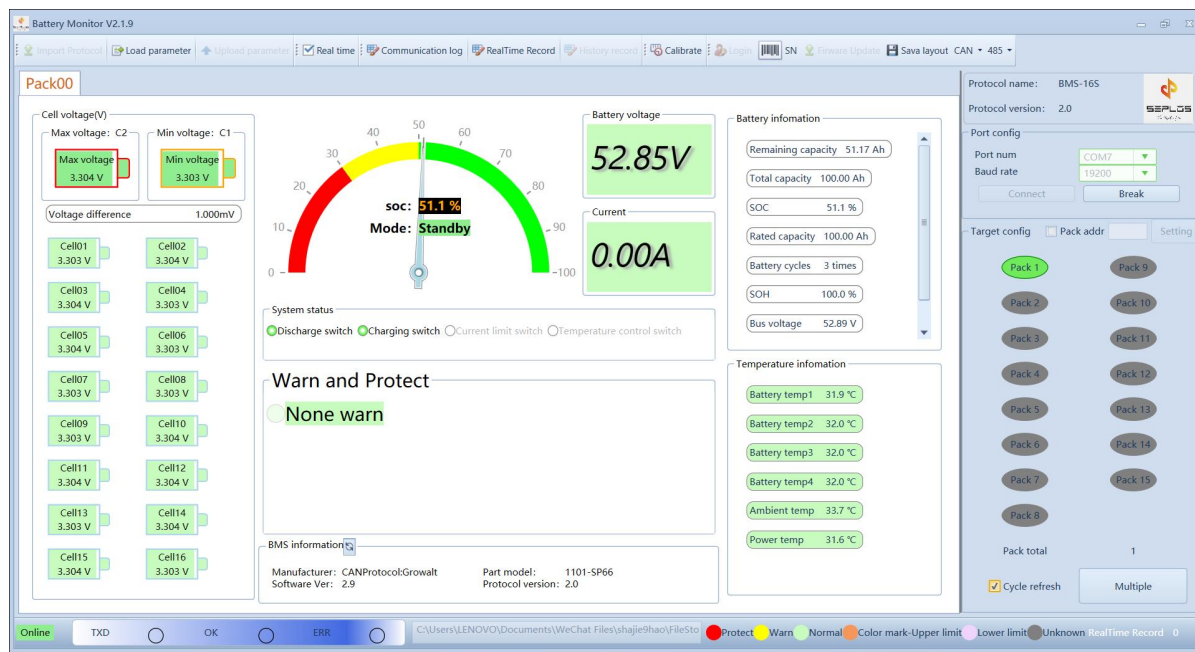 Battery Monitor V2.1.9
Import Protocol Load parameter Upload parameter Real time Communication log RealTime Record History record Calibrate Login SN Firware Update Sava layout CAN 485
Pack00
Cell voltage(V)
Max voltage: C2 Min voltage: C1
Max voltage Min voltage
3.304 V 3.303 V
Voltage difference 1.000mV
Cell01 Cell02
3.303 V 3.304 V
Cell03 Cell04
3.304 V 3.303 V
Cell05 Cell06
3.304 V 3.303 V
Cell07 Cell08
3.303 V 3.303 V
Cell09 Cell10
3.303 V 3.304 V
Cell11 Cell12
3.304 V 3.304 V
Cell13 Cell14
3.303 V 3.304 V
Cell15 Cell16
3.304 V 3.303 V
0 10 20 30 40 50 60 70 80 90 100
soc: 51.1 %
Mode: Standby
Battery voltage
52.85V
Current
0.00A
System status
Discharge switch Charging switch Current limit switch Temperature control switch
Warn and Protect
None warn
BMS information
Manufacturer: CANProtocol:Growalt Part model: 1101-SP66
Software Ver: 2.9 Protocol version: 2.0
Battery infomation
Remaining capacity 51.17 Ah
Total capacity 100.00 Ah
SOC 51.1 %
Rated capacity 100.00 Ah
Battery cycles 3 times
SOH 100.0 %
Bus voltage 52.89 V
Temperature infomation
Battery temp1 31.9 ℃
Battery temp2 32.0 ℃
Battery temp3 32.0 ℃
Battery temp4 32.0 ℃
Ambient temp 33.7 ℃
Power temp 31.6 ℃
Protocol name: BMS-16S
Protocol version: 2.0
SEPLOS
Port config
Port num COM7
Baud rate 19200
Connect Break
Target config Pack addr Setting
Pack 1 Pack 9
Pack 2 Pack 10
Pack 3 Pack 11
Pack 4 Pack 12
Pack 5 Pack 13
Pack 6 Pack 14
Pack 7 Pack 15
Pack 8
Pack total 1
Cycle refresh Multiple
Online TXD OK ERR C:\Users\LENOVO\Documents\WeChat Files\shajie9hao\FileSto Protect Warn Normal Color mark-Upper limit Lower limit Unknown RealTime Record 0